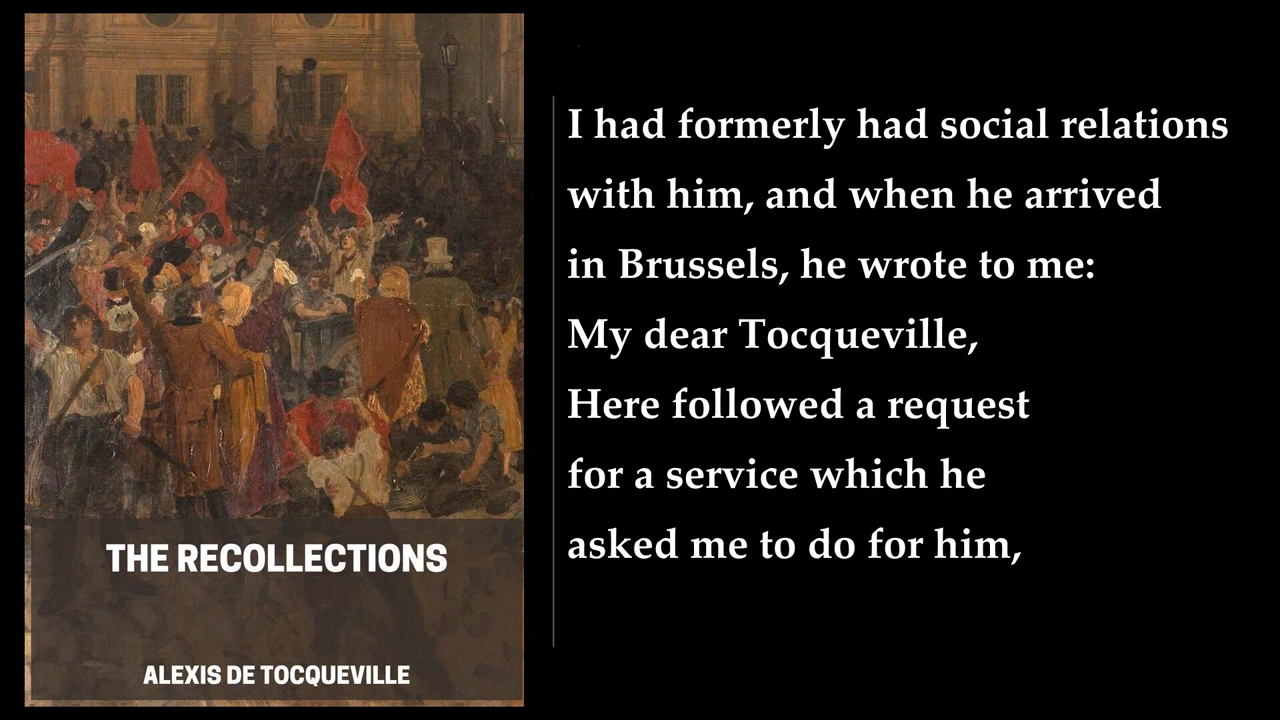 THE RECOLLECTIONS
ALEXIS DE TOCQUEVILLE
I had formerly had social relations
with him, and when he arrived
in Brussels, he wrote to me:
My dear Tocqueville,
Here followed a request
for a service which he
asked me to do for him,